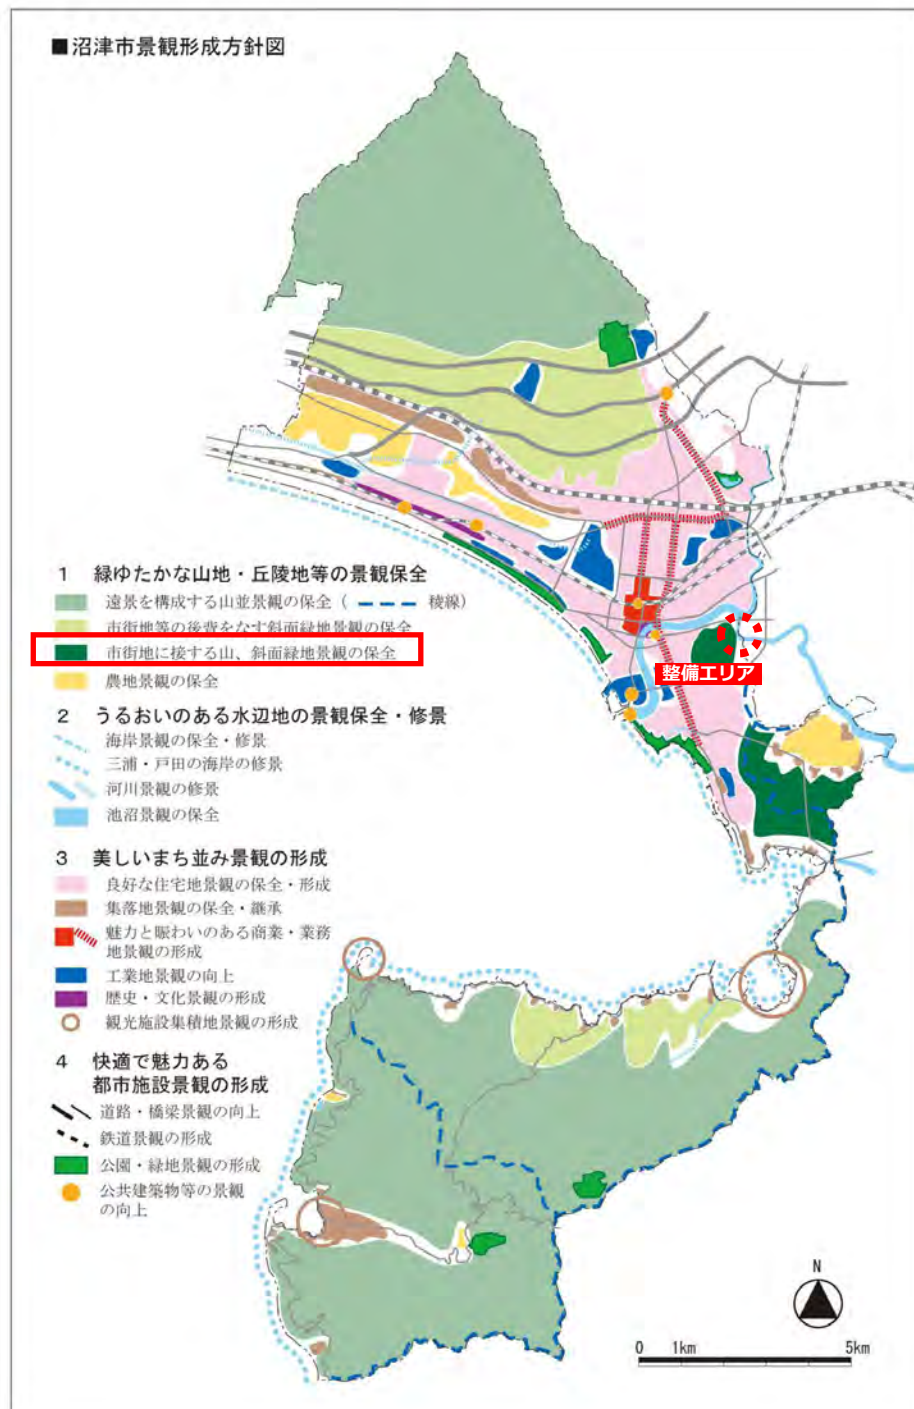 ■沼津市景観形成方針図
1 緑ゆたかな山地・丘陵地等の景観保全
遠景を構成する山並景観の保全( 稜線)
市街地等の後背をなす斜面緑地景観の保全
市街地に接する山、斜面緑地景観の保全
農地景観の保全
2 うるおいのある水辺地の景観保全・修景
海岸景観の保全・修景
三浦・戸田の海岸の修景
河川景観の修景
池沼景観の保全
3 美しいまち並み景観の形成
良好な住宅地景観の保全・形成
集落地景観の保全・継承
魅力と賑わいのある商業・業務
地景観の形成
工業地景観の向上
歴史・文化景観の形成
観光施設集積地景観の形成
4 快適で魅力ある
都市施設景観の形成
道路・橋梁景観の向上
鉄道景観の形成
公園・緑地景観の形成
公共建築物等の景観
の向上
整備エリア
N
0 1km 5km